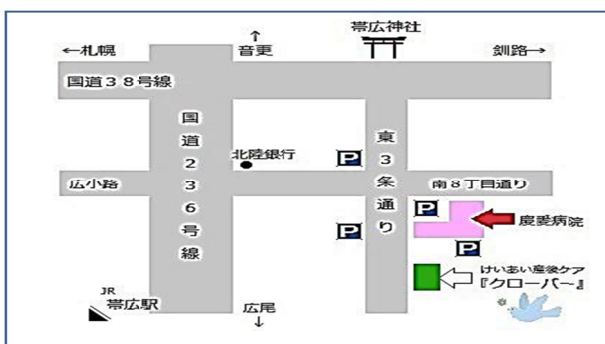 帯広神社
←札幌
↑
音更
釧路→
国道38号線
国道236号線
東3条通り
北陸銀行
P
広小路
南8丁目通り
P
慶愛病院
P
P
けいあい産後ケア
『クローバ～』
JR
帯広駅
広尾
↓